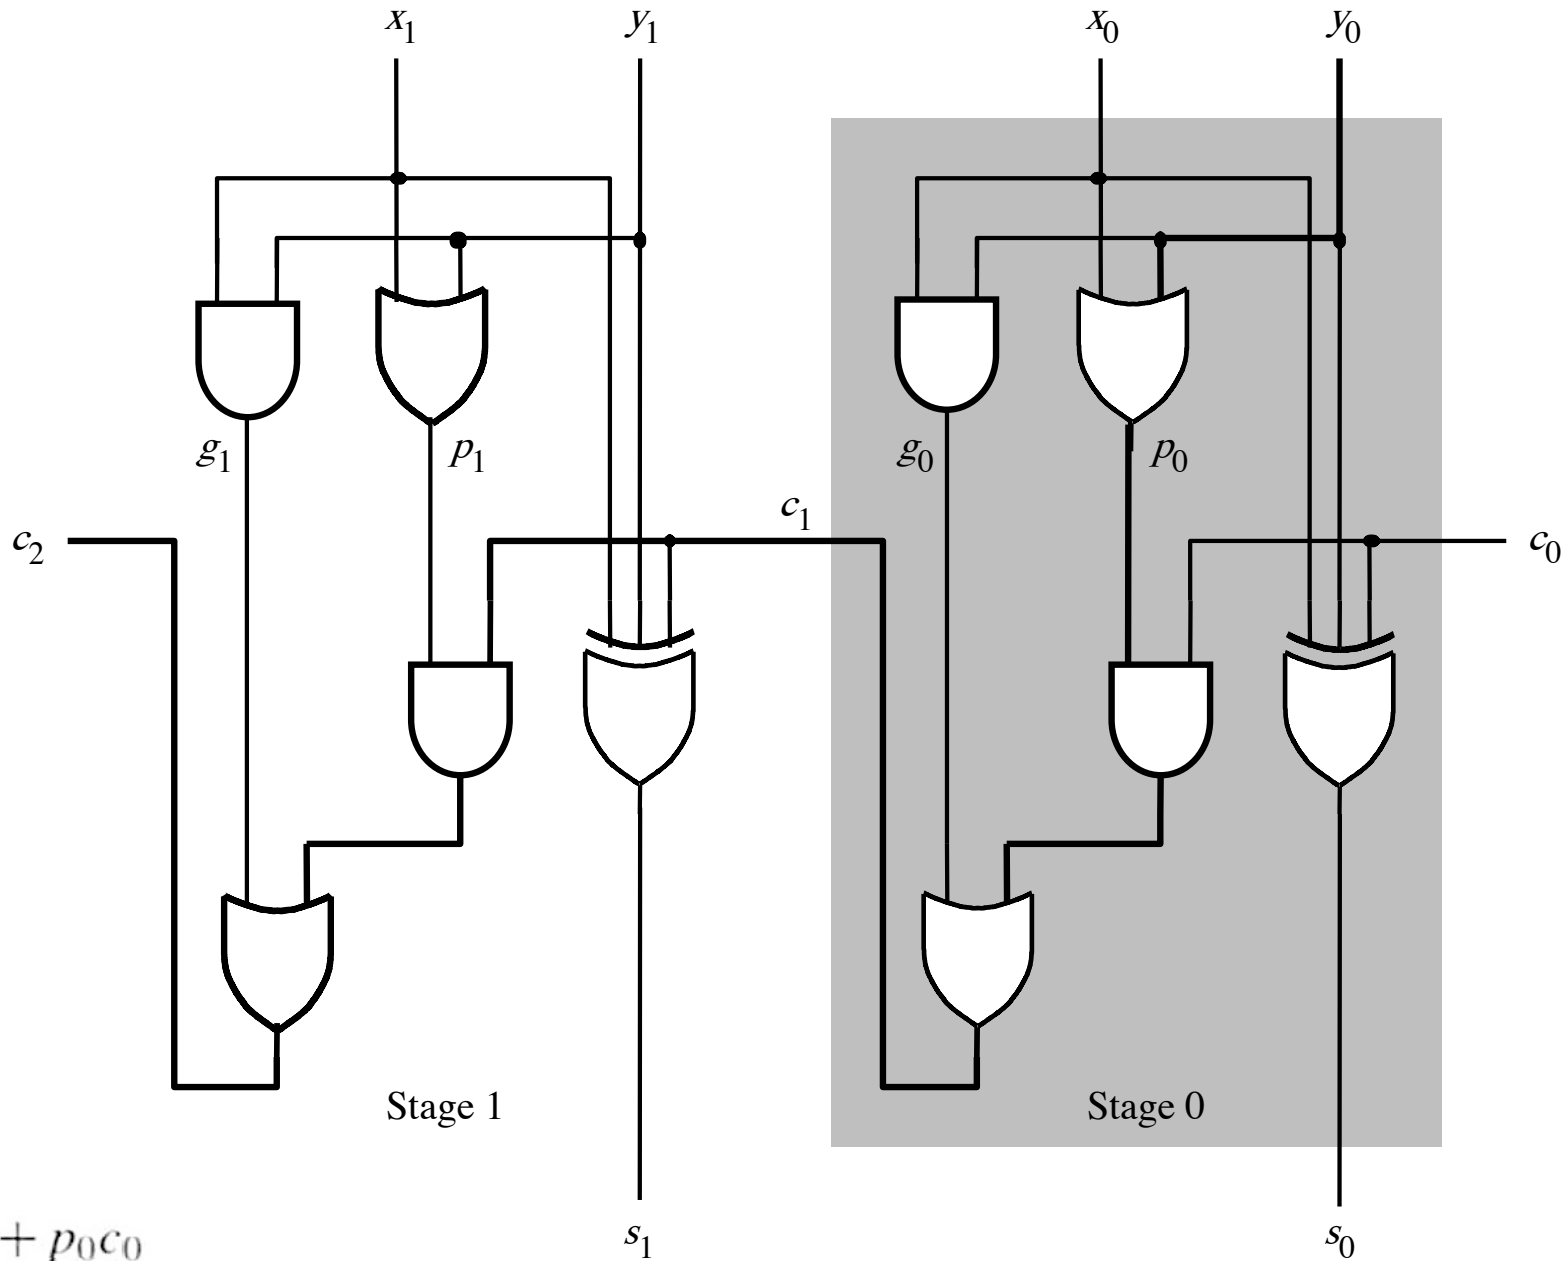 x₁ y₁ x₀ y₀
g₁ p₁ g₀ p₀
c₁
c₂ c₀
Stage 1 Stage 0
s₁ s₀
+ p₀c₀